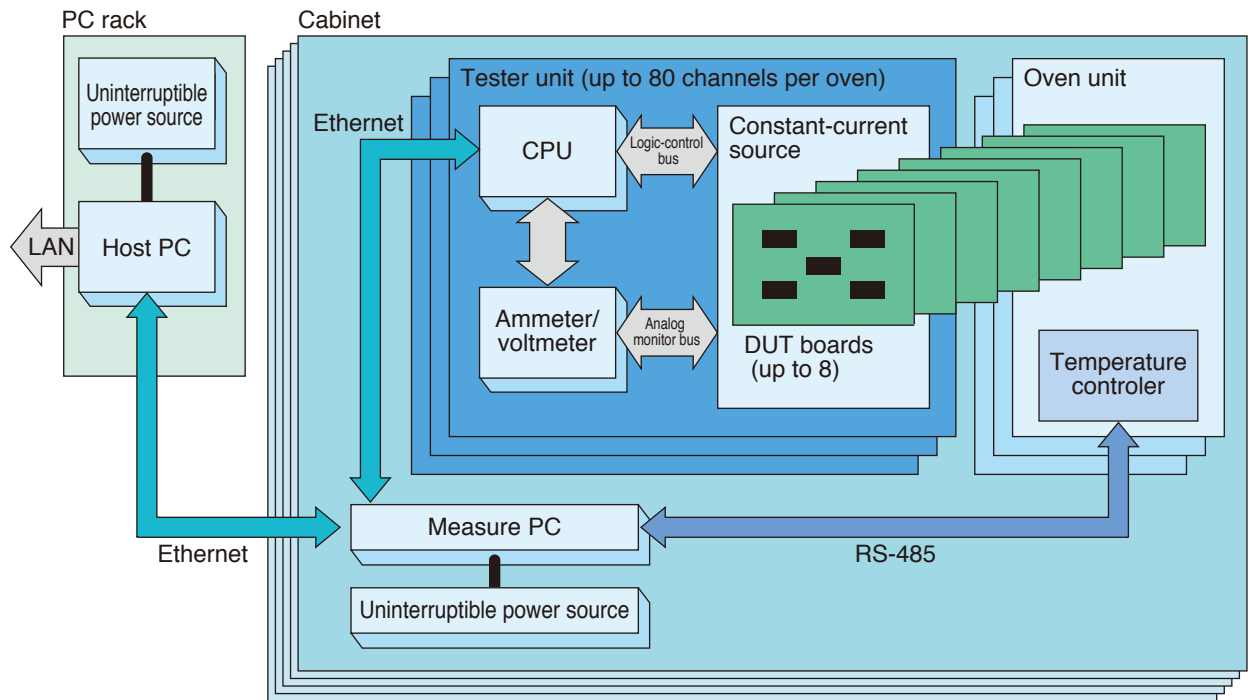 PC rack
Uninterruptible
power source
LAN
Host PC
Ethernet
Cabinet
Ethernet
Tester unit (up to 80 channels per oven)
CPU
Logic-control
bus
Constant-current
source
Ammeter/
voltmeter
Analog
monitor bus
DUT boards
(up to 8)
Oven unit
Temperature
controler
Measure PC
RS-485
Uninterruptible power source